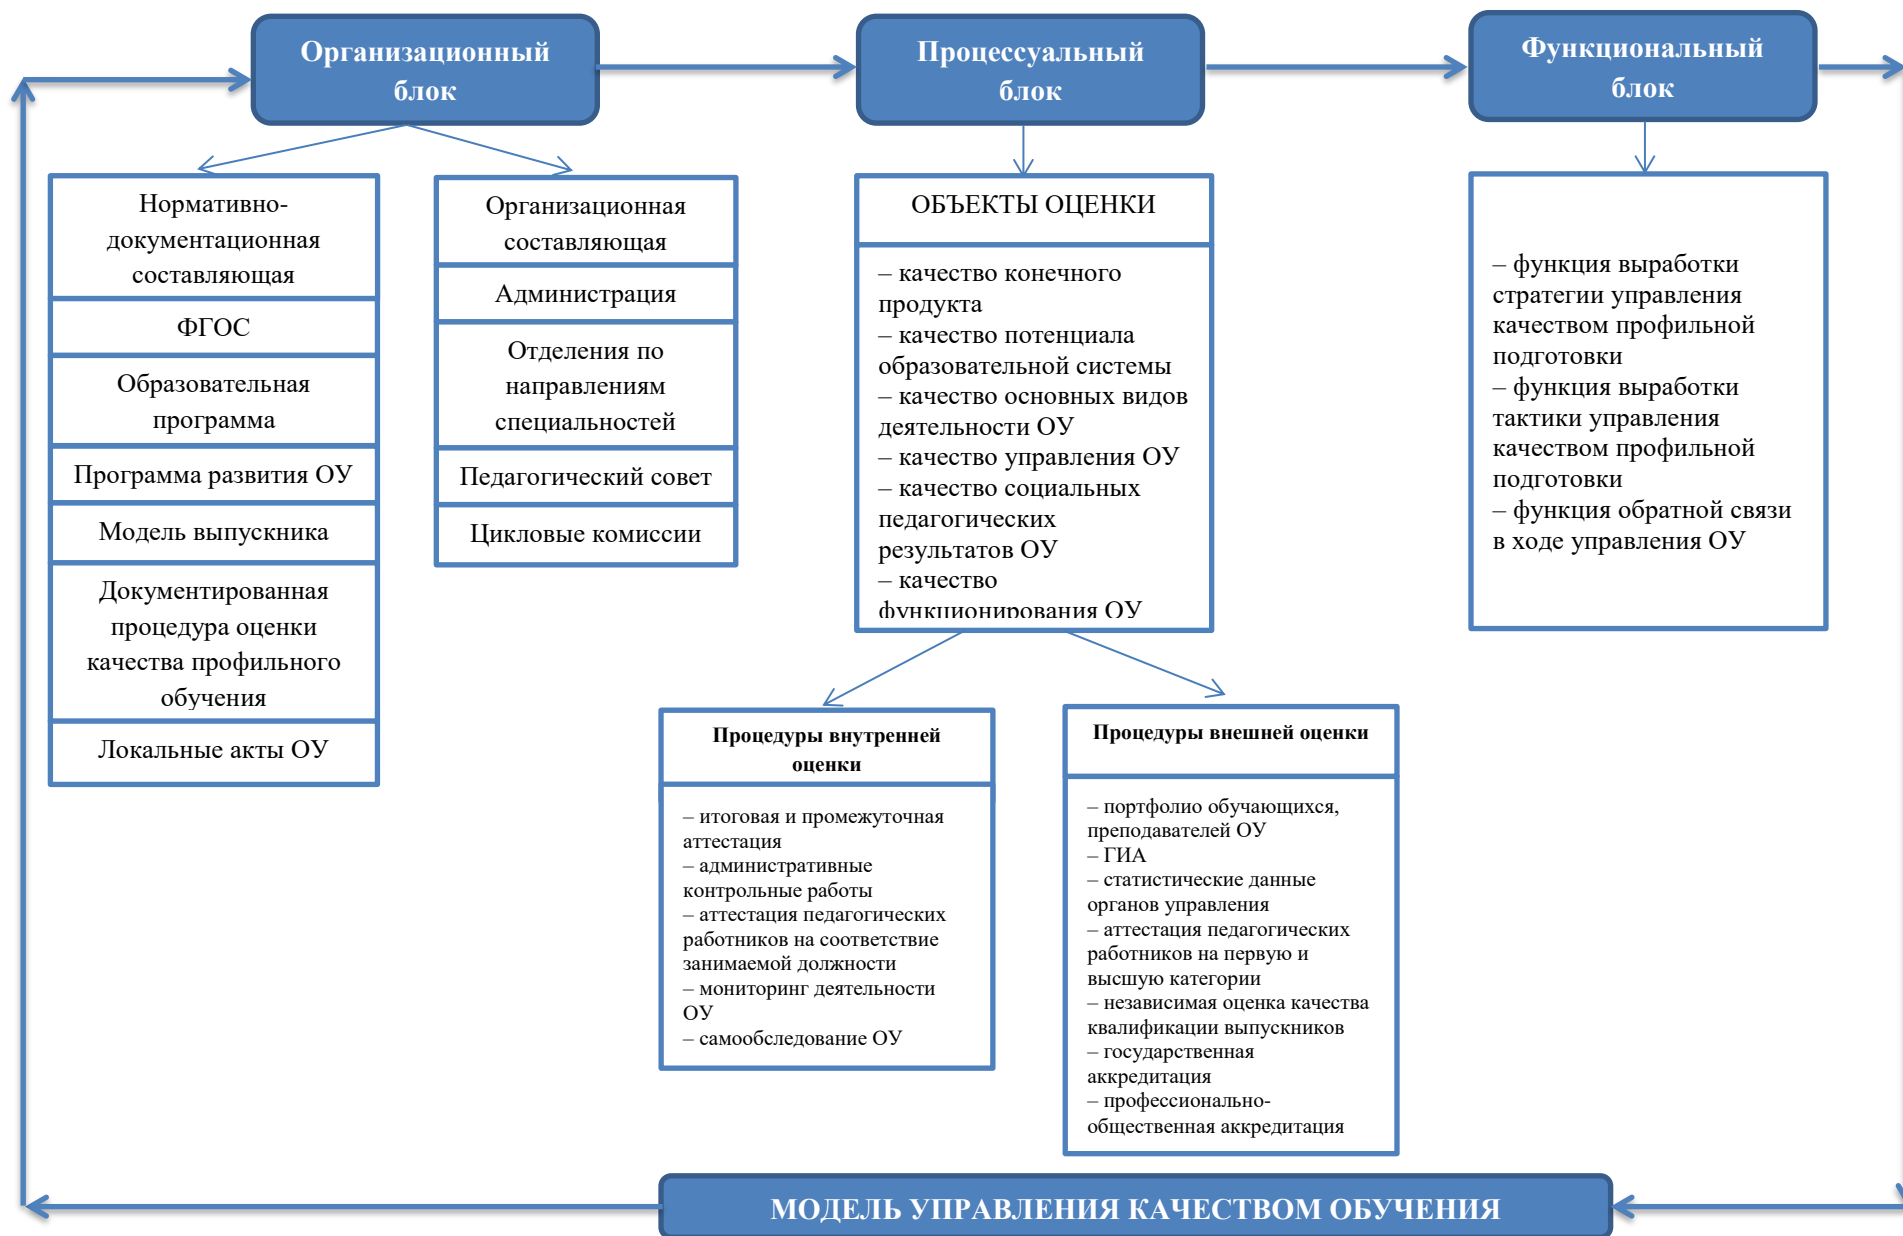 Организационный
блок
Процессуальный
блок
Функциональный
блок
Нормативно-
документационная
составляющая
ФГОС
Образовательная
программа
Программа развития ОУ
Модель выпускника
Документированная
процедура оценки
качества профильного
обучения
Локальные акты ОУ
Организационная
составляющая
Администрация
Отделения по
направлениям
специальностей
Педагогический совет
Цикловые комиссии
ОБЪЕКТЫ ОЦЕНКИ
– качество конечного
продукта
– качество потенциала
образовательной системы
– качество основных видов
деятельности ОУ
– качество управления ОУ
– качество социальных
педагогических
результатов ОУ
– качество
функционирования ОУ
– функция выработки
стратегии управления
качеством профильной
подготовки
– функция выработки
тактики управления
качеством профильной
подготовки
– функция обратной связи
в ходе управления ОУ
Процедуры внутренней
оценки
– итоговая и промежуточная
аттестация
– административные
контрольные работы
– аттестация педагогических
работников на соответствие
занимаемой должности
– мониторинг деятельности
ОУ
– самообследование ОУ
Процедуры внешней оценки
– портфолио обучающихся,
преподавателей ОУ
– ГИА
– статистические данные
органов управления
– аттестация педагогических
работников на первую и
высшую категории
– независимая оценка качества
квалификации выпускников
– государственная
аккредитация
– профессионально-
общественная аккредитация
МОДЕЛЬ УПРАВЛЕНИЯ КАЧЕСТВОМ ОБУЧЕНИЯ